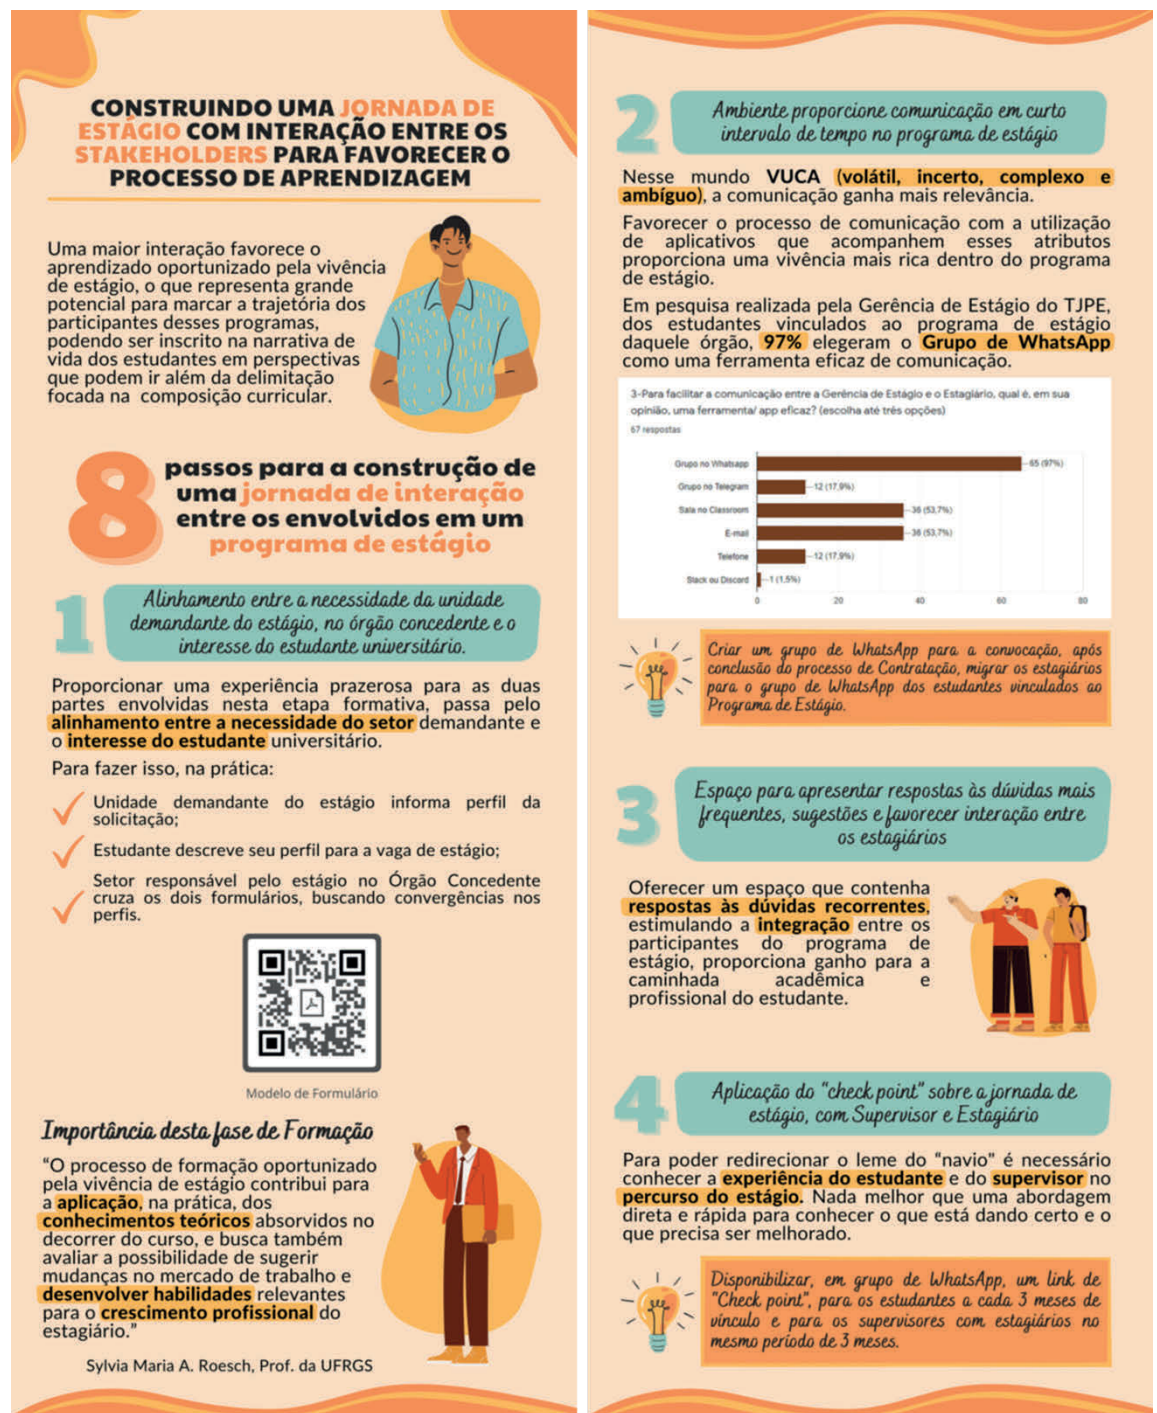 CONSTRUINDO UMA JORNADA DE
ESTÁGIO COM INTERAÇÃO ENTRE OS
STAKEHOLDERS PARA FAVORECER O
PROCESSO DE APRENDIZAGEM
Uma maior interação favorece o
aprendizado oportunizado pela vivência
de estágio, o que representa grande
potencial para marcar a trajetória dos
participantes desses programas,
podendo ser inscrito na narrativa de
vida dos estudantes em perspectivas
que podem ir além da delimitação
focada na composição curricular.
8 passos para a construção de
uma jornada de interação
entre os envolvidos em um
programa de estágio
1
Alinhamento entre a necessidade da unidade
demandante do estágio, no órgão concedente e o
interesse do estudante universitário.
Proporcionar uma experiência prazerosa para as duas
partes envolvidas nesta etapa formativa, passa pelo
alinhamento entre a necessidade do setor demandante e
o interesse do estudante universitário.
Para fazer isso, na prática:
Unidade demandante do estágio informa perfil da
solicitação;
Estudante descreve seu perfil para a vaga de estágio;
Setor responsável pelo estágio no Órgão Concedente
cruza os dois formulários, buscando convergências nos
perfis.
Modelo de Formulário
Importância desta fase de Formação
“O processo de formação oportunizado
pela vivência de estágio contribui para
a aplicação, na prática, dos
conhecimentos teóricos absorvidos no
decorrer do curso, e busca também
avaliar a possibilidade de sugerir
mudanças no mercado de trabalho e
desenvolver habilidades relevantes
para o crescimento profissional do
estagiário.”
Sylvia Maria A. Roesch, Prof. da UFRGS
2
Ambiente proporcione comunicação em curto
intervalo de tempo no programa de estágio
Nesse mundo VUCA (volátil, incerto, complexo e
ambíguo), a comunicação ganha mais relevância.
Favorecer o processo de comunicação com a utilização
de aplicativos que acompanhem esses atributos
proporciona uma vivência mais rica dentro do programa
de estágio.
Em pesquisa realizada pela Gerência de Estágio do TJPE,
dos estudantes vinculados ao programa de estágio
daquele órgão, 97% elegeram o Grupo de WhatsApp
como uma ferramenta eficaz de comunicação.
3-Para facilitar a comunicação entre a Gerência de Estágio e o Estagiário, qual é, em sua
opinião, uma ferramenta/ app eficaz? (escolha até três opções)
67 respostas
Grupo no Whatsapp 65 (97%)
Grupo no Telegram 12 (17,9%)
Sala no Classroom 36 (53,7%)
E-mail 36 (53,7%)
Telefone 12 (17,9%)
Slack ou Discord 1 (1,5%)
0 20 40 60 80
Criar um grupo de WhatsApp para a convocação, após
conclusão do processo de Contratação, migrar os estagiários
para o grupo de WhatsApp dos estudantes vinculados ao
Programa de Estágio.
3
Espaço para apresentar respostas às dúvidas mais
frequentes, sugestões e favorecer interação entre
os estagiários
Oferecer um espaço que contenha
respostas às dúvidas recorrentes,
estimulando a integração entre os
participantes do programa de
estágio, proporciona ganho para a
caminhada acadêmica e
profissional do estudante.
4
Aplicação do "check point" sobre a jornada de
estágio, com Supervisor e Estagiário
Para poder redirecionar o leme do "navio" é necessário
conhecer a experiência do estudante e do supervisor no
percurso do estágio. Nada melhor que uma abordagem
direta e rápida para conhecer o que está dando certo e o
que precisa ser melhorado.
Disponibilizar, em grupo de WhatsApp, um link de
"Check point", para os estudantes a cada 3 meses de
vínculo e para os supervisores com estagiários no
mesmo período de 3 meses.